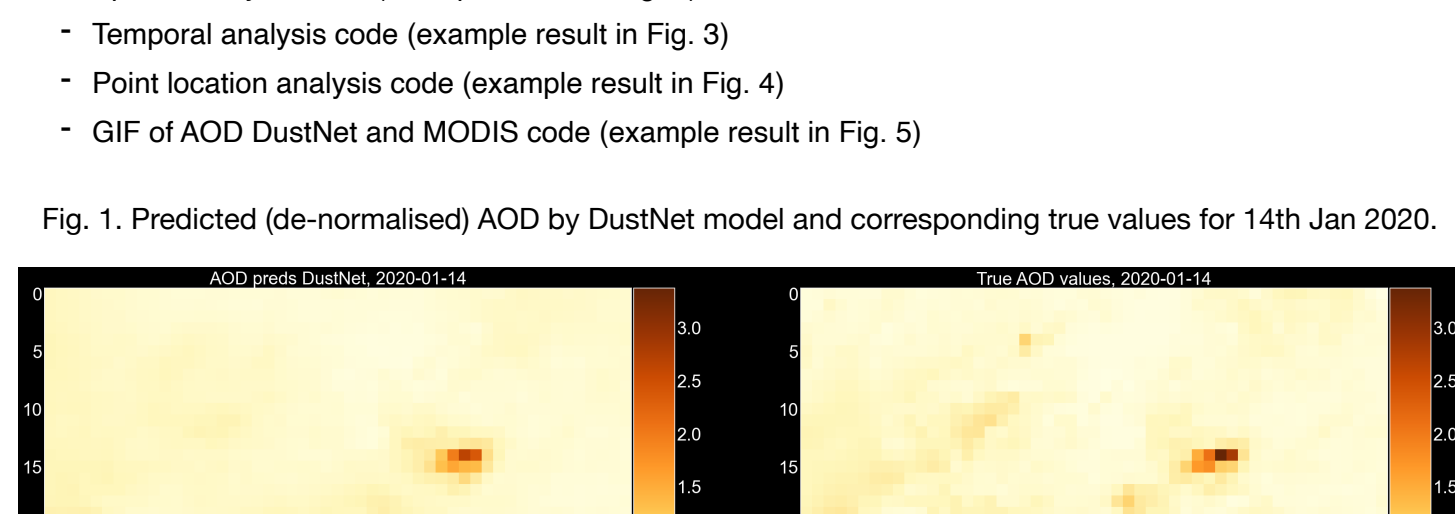 - Temporal analysis code (example result in Fig. 3)
- Point location analysis code (example result in Fig. 4)
- GIF of AOD DustNet and MODIS code (example result in Fig. 5)
Fig. 1. Predicted (de-normalised) AOD by DustNet model and corresponding true values for 14th Jan 2020.
AOD preds DustNet, 2020-01-14
True AOD values, 2020-01-14
0
5
10
15
3.0
2.5
2.0
1.5
0
5
10
15
3.0
2.5
2.0
1.5